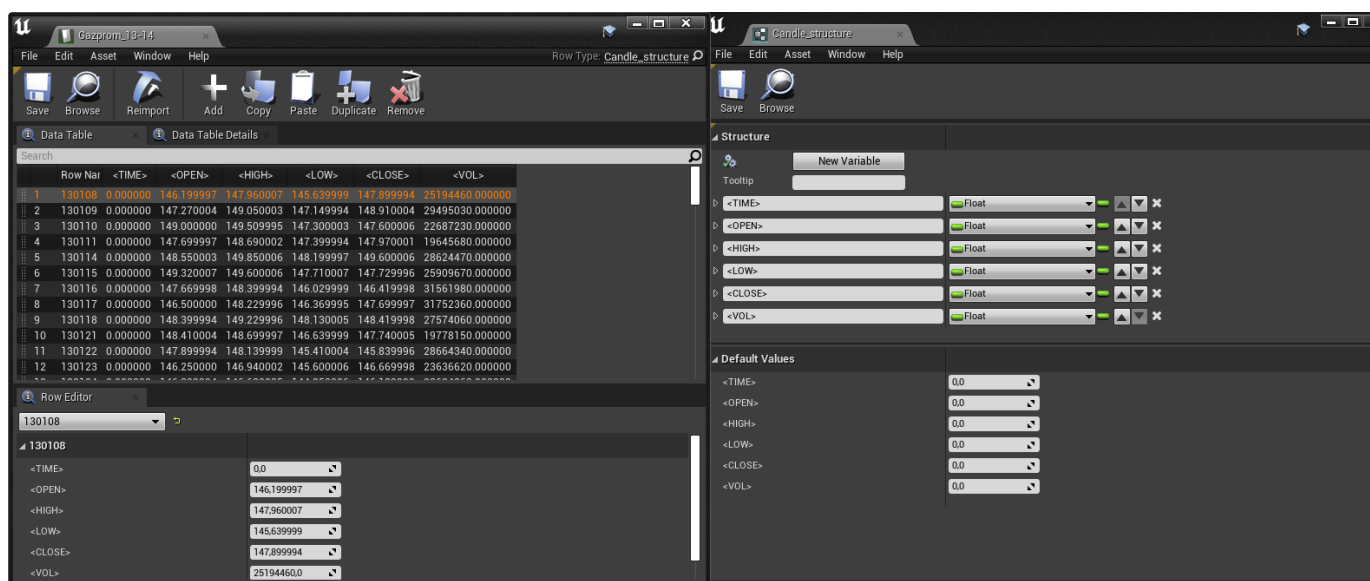 Gazprom_13-14
File Edit Asset Window Help
Row Type: Candle_structure
Save Browse Reimport Add Copy Paste Duplicate Remove
Data Table Data Table Details
Search
Row Nar <TIME> <OPEN> <HIGH> <LOW> <CLOSE> <VOL>
1 130108 0.000000 146.199997 147.960007 145.639999 147.899994 25194460.000000
2 130109 0.000000 147.270004 149.050003 147.149994 148.910004 29495030.000000
3 130110 0.000000 149.000000 149.509995 147.300003 147.600006 22687230.000000
4 130111 0.000000 147.699997 148.690002 147.399994 147.970001 19645680.000000
5 130114 0.000000 148.550003 149.850006 148.199997 149.600006 28624470.000000
6 130115 0.000000 149.320007 149.600006 147.710007 147.729996 25909670.000000
7 130116 0.000000 147.669998 148.399994 146.029999 146.419998 31561980.000000
8 130117 0.000000 146.500000 148.229996 146.369995 147.699997 31752360.000000
9 130118 0.000000 148.399994 149.229996 148.130005 148.419998 27574060.000000
10 130121 0.000000 148.410004 148.699997 146.639999 147.740005 19778150.000000
11 130122 0.000000 147.899994 148.139999 145.410004 145.839996 28664340.000000
12 130123 0.000000 146.250000 146.940002 145.600006 146.669998 23636620.000000
Row Editor
130108
130108
<TIME> 0,0
<OPEN> 146,199997
<HIGH> 147,960007
<LOW> 145,639999
<CLOSE> 147,899994
<VOL> 25194460,0
Candle_structure
File Edit Asset Window Help
Save Browse
Structure
New Variable
Tooltip
<TIME> Float
<OPEN> Float
<HIGH> Float
<LOW> Float
<CLOSE> Float
<VOL> Float
Default Values
<TIME> 0,0
<OPEN> 0,0
<HIGH> 0,0
<LOW> 0,0
<CLOSE> 0,0
<VOL> 0,0